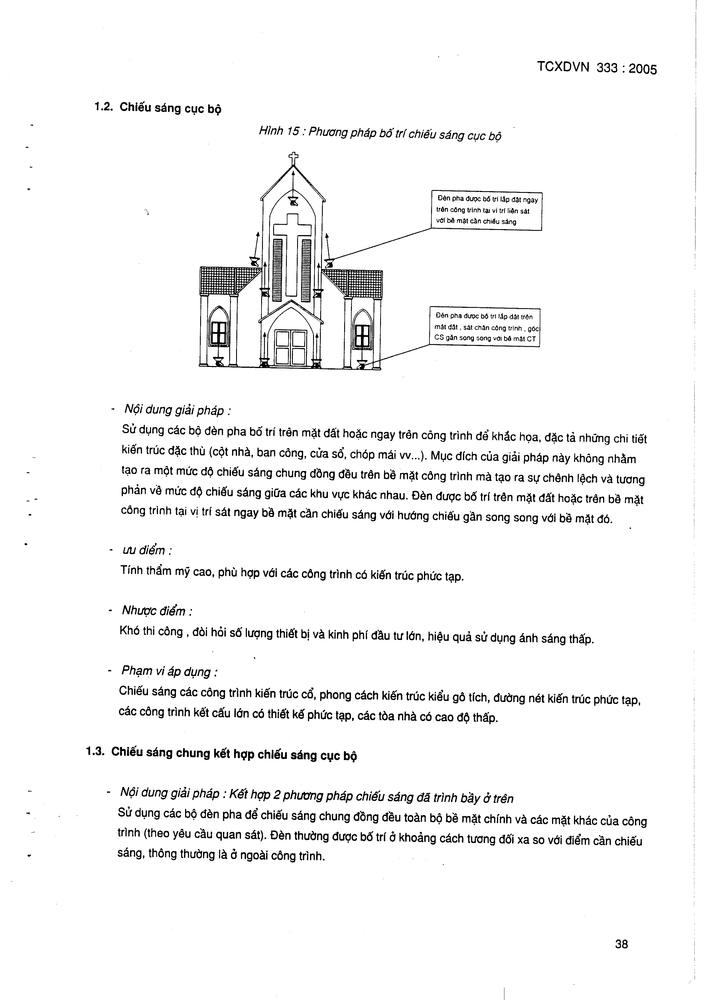 TCXDVN 333 : 2005
1.2. Chiếu sáng cục bộ
Hình 15 : Phương pháp bố trí chiếu sáng cục bộ
Đèn pha được bố trí lắp đặt ngay
trên công trình tại ví trí liên sát
với bề mặt cần chiếu sáng
Đèn pha được bố trí lắp đặt trên
mặt đất , sát chân công trình , góc
CS gần song song với bề mặt CT
- Nội dung giải pháp :
Sử dụng các bộ đèn pha bố trí trên mặt đất hoặc ngay trên công trình để khắc họa, đặc tả những chi tiết
kiến trúc đặc thù (cột nhà, ban công, cửa sổ, chóp mái vv...). Mục đích của giải pháp này không nhằm
tạo ra một mức độ chiếu sáng chung đồng đều trên bề mặt công trình mà tạo ra sự chênh lệch và tương
phản về mức độ chiếu sáng giữa các khu vực khác nhau. Đèn được bố trí trên mặt đất hoặc trên bề mặt
công trình tại vị trí sát ngay bề mặt cần chiếu sáng với hướng chiếu gần song song với bề mặt đó.
- ưu điểm :
Tính thẩm mỹ cao, phù hợp với các công trình có kiến trúc phức tạp.
- Nhược điểm :
Khó thi công , đòi hỏi số lượng thiết bị và kinh phí đầu tư lớn, hiệu quả sử dụng ánh sáng thấp.
- Phạm vi áp dụng :
Chiếu sáng các công trình kiến trúc cổ, phong cách kiến trúc kiểu gô tích, đường nét kiến trúc phức tạp,
các công trình kết cấu lớn có thiết kế phức tạp, các tòa nhà có cao độ thấp.
1.3. Chiếu sáng chung kết hợp chiếu sáng cục bộ
- Nội dung giải pháp : Kết hợp 2 phương pháp chiếu sáng đã trình bầy ở trên
Sử dụng các bộ đèn pha để chiếu sáng chung đồng đều toàn bộ bề mặt chính và các mặt khác của công
trình (theo yêu cầu quan sát). Đèn thường được bố trí ở khoảng cách tương đối xa so với điểm cần chiếu
sáng, thông thường là ở ngoài công trình.
38